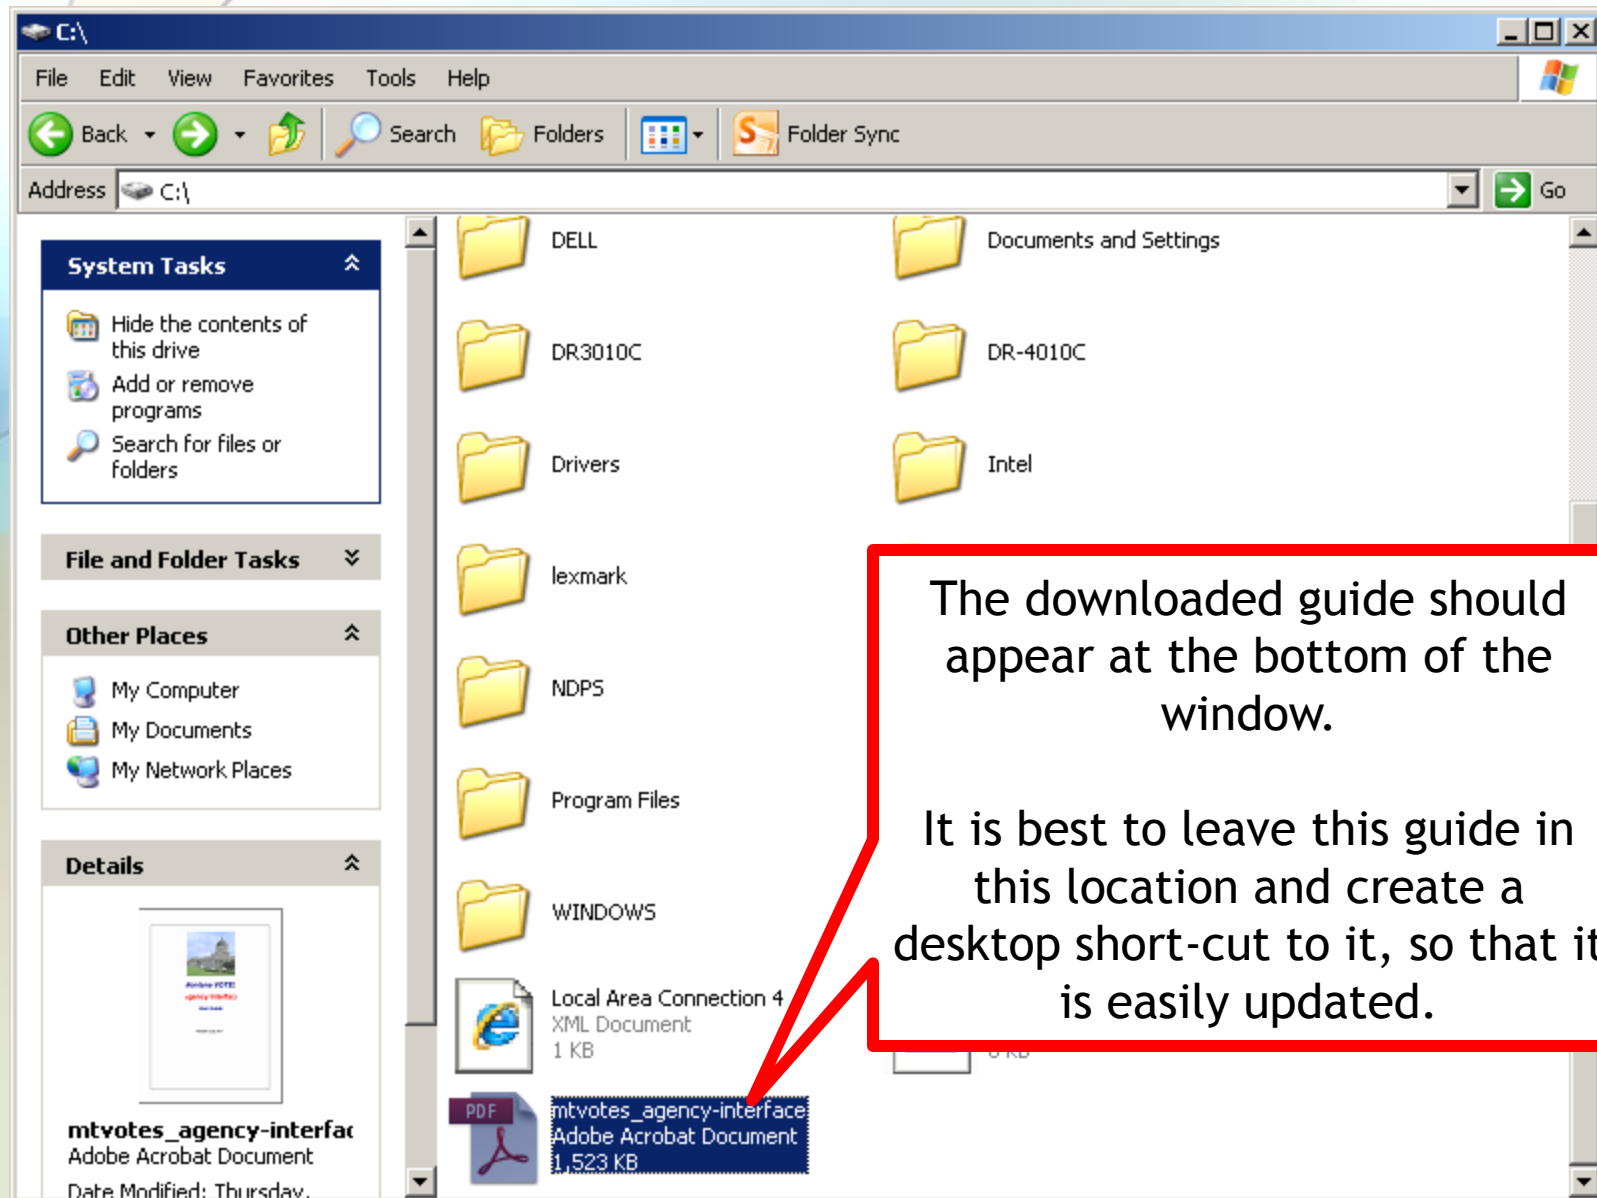 C:\
File Edit View Favorites Tools Help
Back Search Folders Folder Sync
Address C:\ Go
System Tasks
Hide the contents of
this drive
Add or remove
programs
Search for files or
folders
File and Folder Tasks
Other Places
My Computer
My Documents
My Network Places
Details
mtvotes_agency-interfac
Adobe Acrobat Document
Date Modified: Thursday,
DELL
Documents and Settings
DR3010C
DR-4010C
Drivers
Intel
lexmark
NDPS
Program Files
WINDOWS
Local Area Connection 4
XML Document
1 KB
PDF
mtvotes_agency-interface
Adobe Acrobat Document
1,523 KB
The downloaded guide should
appear at the bottom of the
window.
It is best to leave this guide in
this location and create a
desktop short-cut to it, so that it
is easily updated.